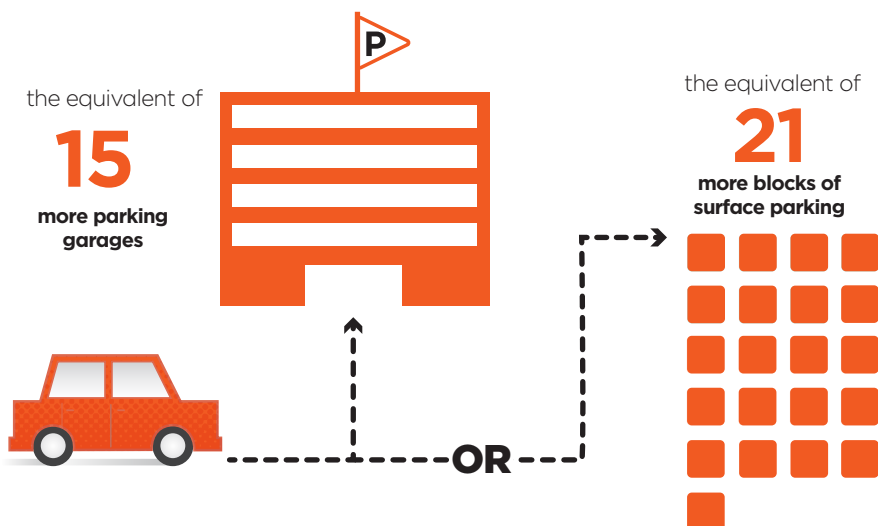 P
the equivalent of
15
more parking
garages
the equivalent of
21
more blocks of
surface parking
OR